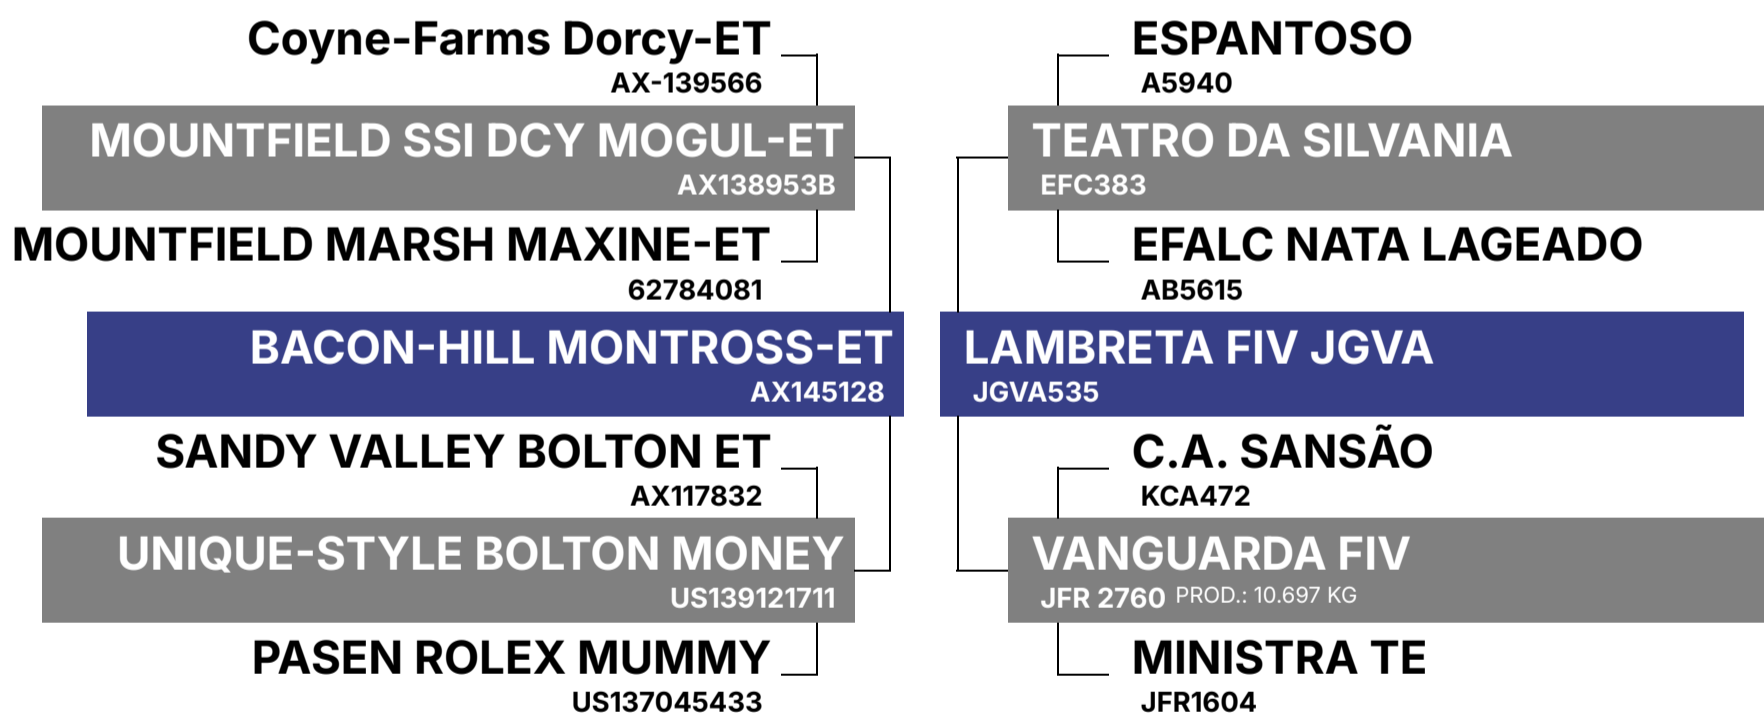 Coyne-Farms Dorcy-ET
AX-139566
MOUNTFIELD SSI DCY MOGUL-ET
AX138953B
MOUNTFIELD MARSH MAXINE-ET
62784081
BACON-HILL MONTROSS-ET
AX145128
SANDY VALLEY BOLTON ET
AX117832
UNIQUE-STYLE BOLTON MONEY
US139121711
PASEN ROLEX MUMMY
US137045433
ESPANTOSO
A5940
TEATRO DA SILVANIA
EFC383
EFALC NATA LAGEADO
AB5615
LAMBRETA FIV JGVA
JGVA535
C.A. SANSÃO
KCA472
VANGUARDA FIV
JFR 2760 PROD.: 10.697 KG
MINISTRA TE
JFR1604